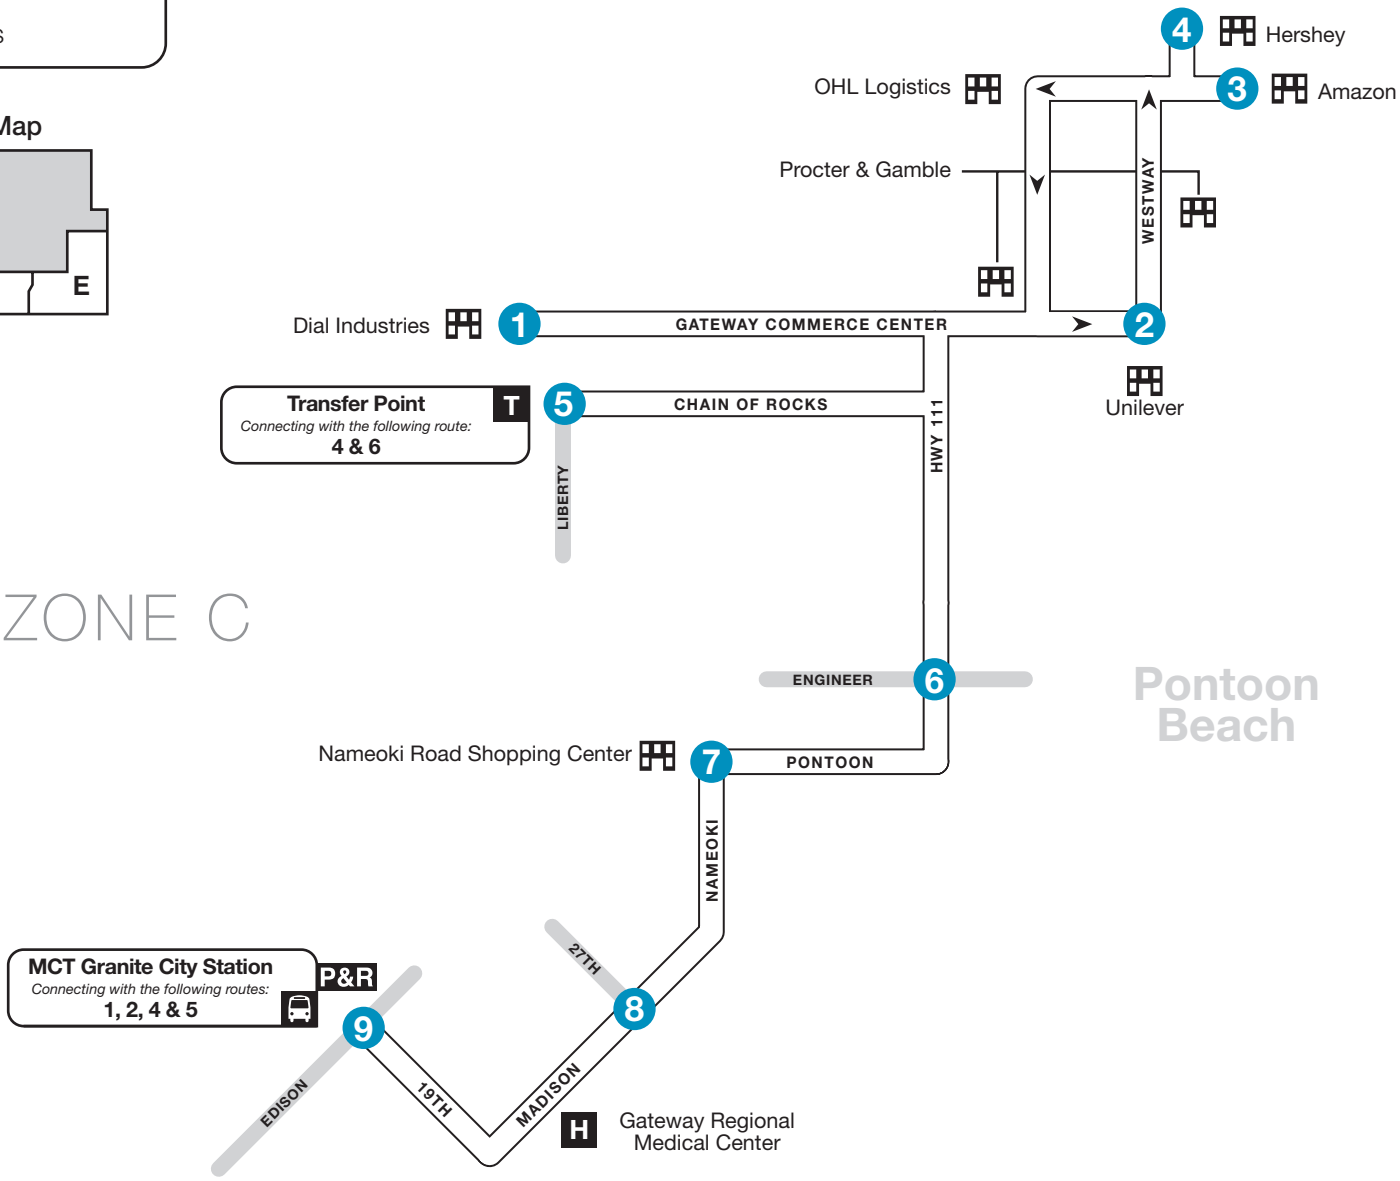 s
Map
E
4
Hershey
OHL Logistics
3
Amazon
Procter & Gamble
WESTWAY
Dial Industries
1
GATEWAY COMMERCE CENTER
2
Unilever
Transfer Point
T
Connecting with the following route:
4 & 6
5
CHAIN OF ROCKS
HWY 111
LIBERTY
ZONE C
ENGINEER
6
Pontoon
Beach
Nameoki Road Shopping Center
7
PONTOON
NAMEOKI
27TH
MCT Granite City Station
P&R
Connecting with the following routes:
1, 2, 4 & 5
9
8
EDISON
19TH
MADISON
H
Gateway Regional
Medical Center